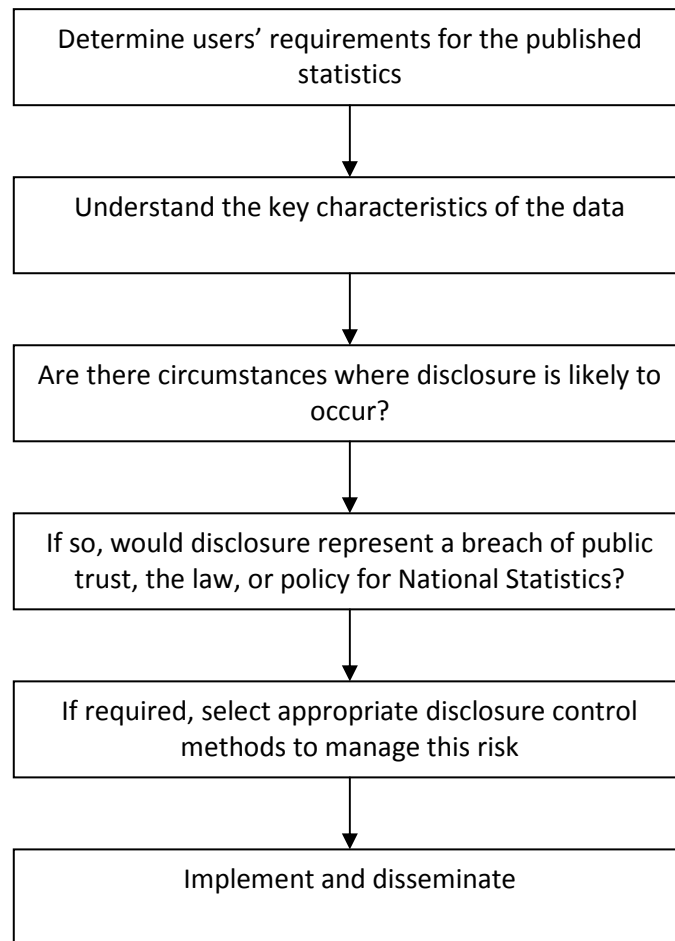 Determine users’ requirements for the published
statistics
Understand the key characteristics of the data
Are there circumstances where disclosure is likely to
occur?
If so, would disclosure represent a breach of public
trust, the law, or policy for National Statistics?
If required, select appropriate disclosure control
methods to manage this risk
Implement and disseminate